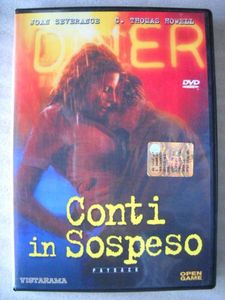 JOAN SEVERANCE C. THOMAS HOWELL
DINER
DVD
Conti
in Sospeso
PAYBACK
VISTARAMA
OPEN
GAME